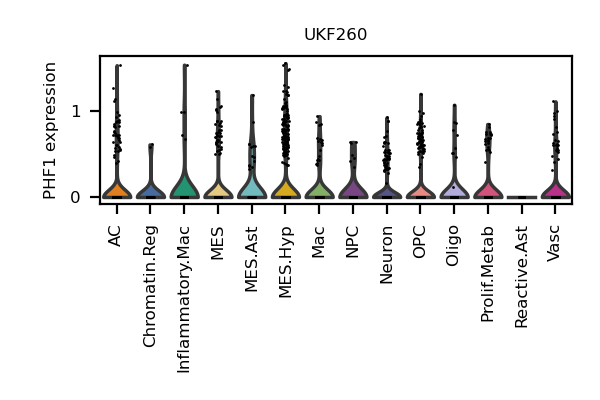 UKF260
PHF1 expression
1
0
AC
Chromatin.Reg
Inflammatory.Mac
MES
MES.Ast
MES.Hyp
Mac
NPC
Neuron
OPC
Oligo
Prolif.Metab
Reactive.Ast
Vasc